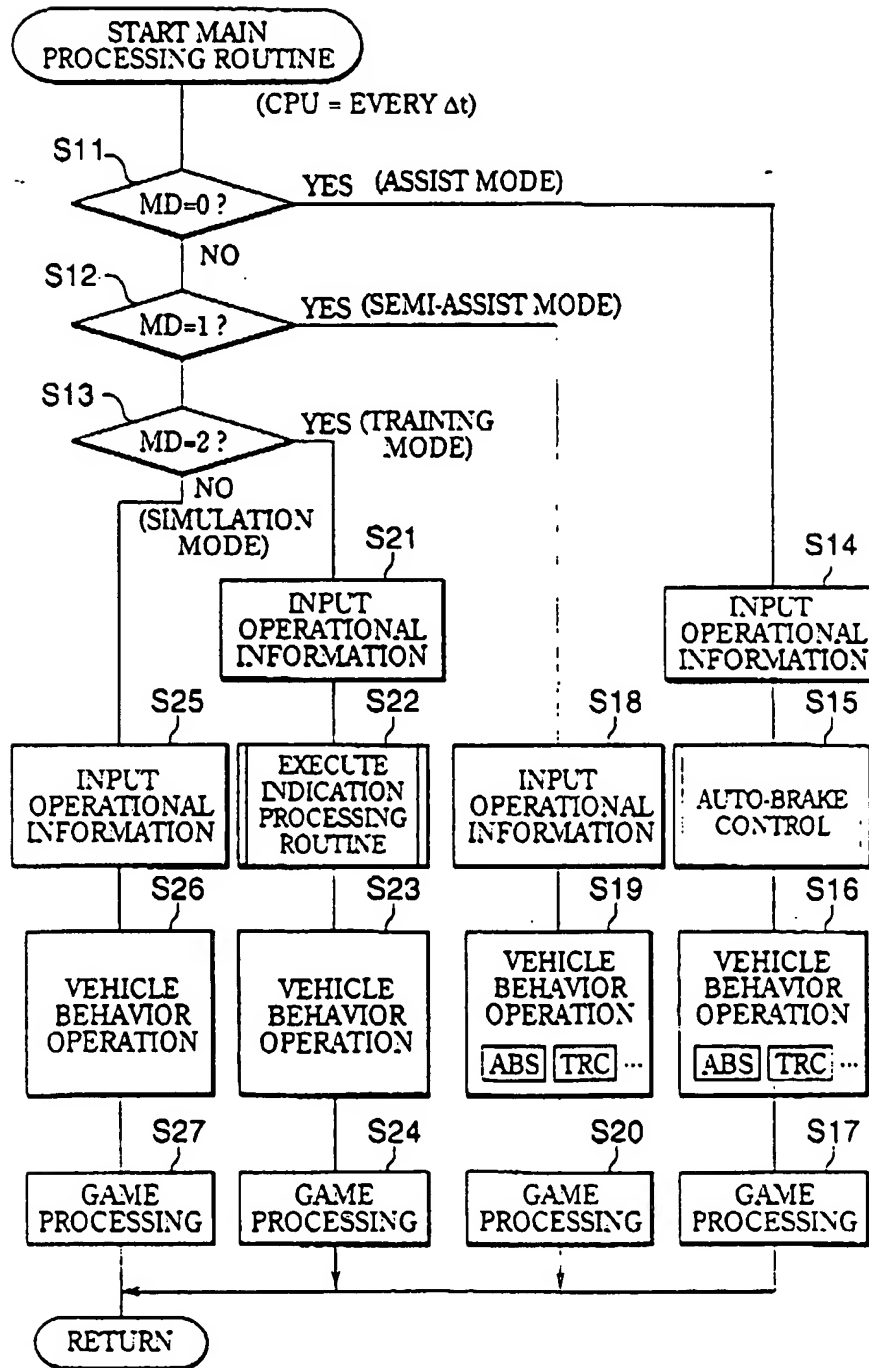 START MAIN
PROCESSING ROUTINE
(CPU = EVERY Δt)
S11
MD=0 ?
YES (ASSIST MODE)
NO
S12
MD=1 ?
YES (SEMI-ASSIST MODE)
S13
MD=2 ?
YES (TRAINING
MODE)
NO
(SIMULATION
MODE)
S21
INPUT
OPERATIONAL
INFORMATION
S14
INPUT
OPERATIONAL
INFORMATION
S25
INPUT
OPERATIONAL
INFORMATION
S22
EXECUTE
INDICATION
PROCESSING
ROUTINE
S18
INPUT
OPERATIONAL
INFORMATION
S15
AUTO-BRAKE
CONTROL
S26
VEHICLE
BEHAVIOR
OPERATION
S23
VEHICLE
BEHAVIOR
OPERATION
S19
VEHICLE
BEHAVIOR
OPERATION
ABS TRC ...
S16
VEHICLE
BEHAVIOR
OPERATION
ABS TRC ...
S27
GAME
PROCESSING
S24
GAME
PROCESSING
S20
GAME
PROCESSING
S17
GAME
PROCESSING
RETURN